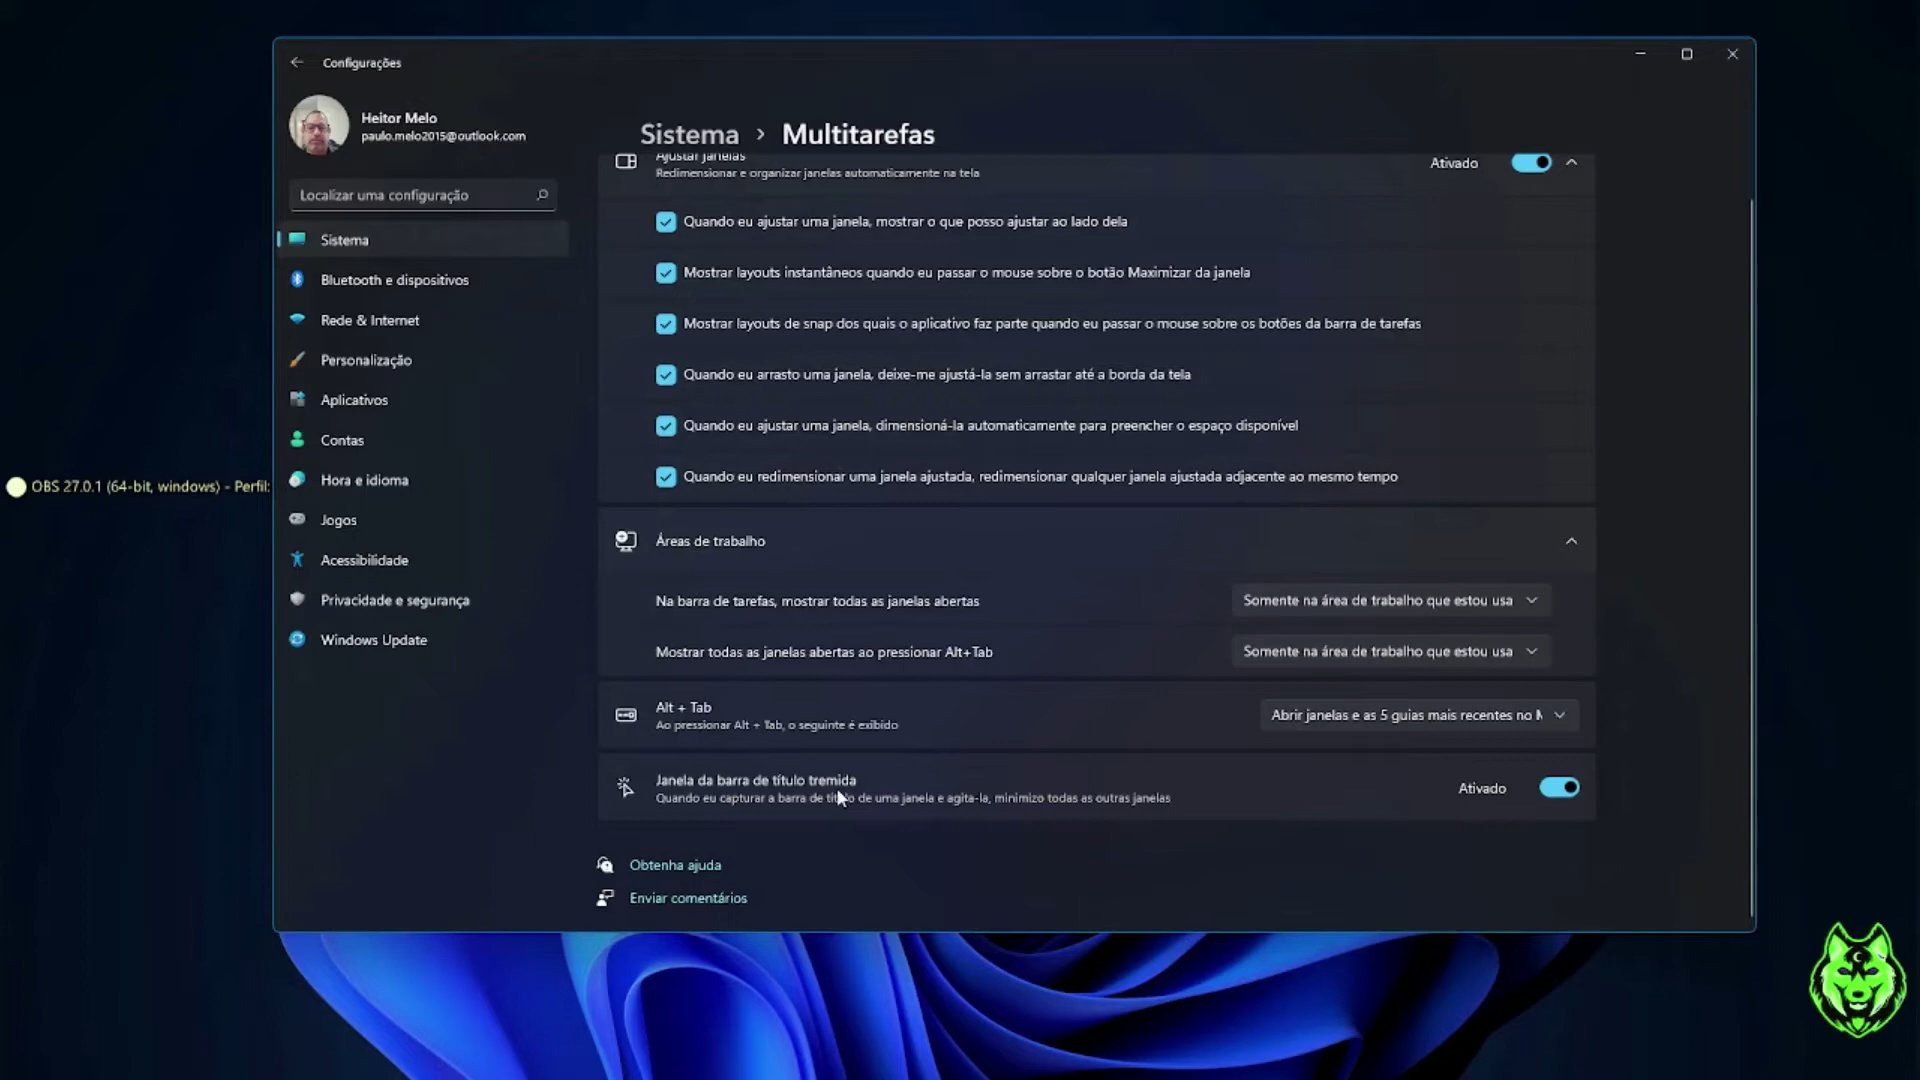 Configurações
Heitor Melo
paulo.melo2015@outlook.com
Localizar uma configuração
Sistema
Bluetooth e dispositivos
Rede & Internet
Personalização
Aplicativos
Contas
Hora e idioma
Jogos
Acessibilidade
Privacidade e segurança
Windows Update
OBS 27.0.1 (64-bit, windows) - Perfil:
Sistema > Multitarefas
Ajustar janelas
Redimensionar e organizar janelas automaticamente na tela
Ativado
Quando eu ajustar uma janela, mostrar o que posso ajustar ao lado dela
Mostrar layouts instantâneos quando eu passar o mouse sobre o botão Maximizar da janela
Mostrar layouts de snap dos quais o aplicativo faz parte quando eu passar o mouse sobre os botões da barra de tarefas
Quando eu arrasto uma janela, deixe-me ajustá-la sem arrastar até a borda da tela
Quando eu ajustar uma janela, dimensioná-la automaticamente para preencher o espaço disponível
Quando eu redimensionar uma janela ajustada, redimensionar qualquer janela ajustada adjacente ao mesmo tempo
Áreas de trabalho
Na barra de tarefas, mostrar todas as janelas abertas
Somente na área de trabalho que estou usa
Mostrar todas as janelas abertas ao pressionar Alt+Tab
Somente na área de trabalho que estou usa
Alt + Tab
Ao pressionar Alt + Tab, o seguinte é exibido
Abrir janelas e as 5 guias mais recentes no M
Janela da barra de título tremida
Quando eu capturar a barra de título de uma janela e agita-la, minimizo todas as outras janelas
Ativado
Obtenha ajuda
Enviar comentários